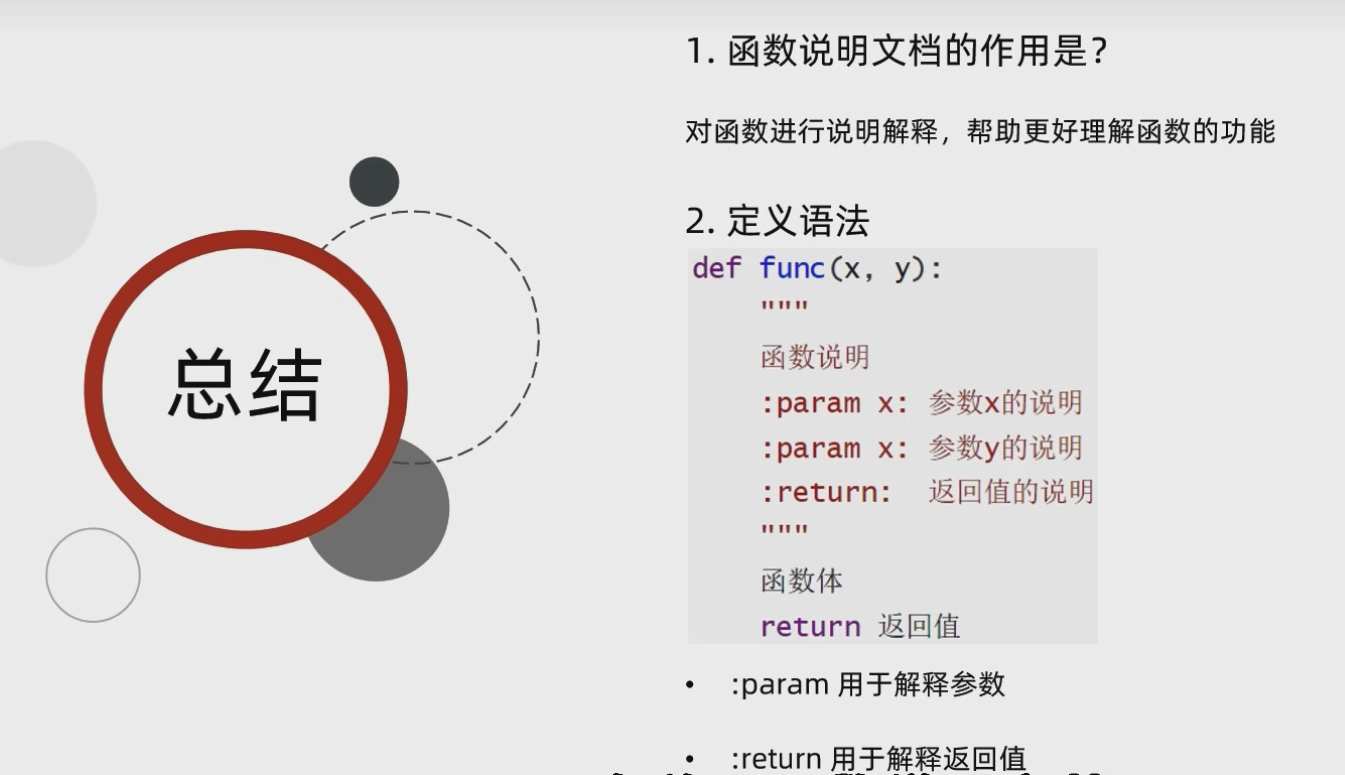 总结
1. 函数说明文档的作用是？
对函数进行说明解释，帮助更好理解函数的功能
2. 定义语法
def func(x, y):
"""
函数说明
:param x: 参数x的说明
:param x: 参数y的说明
:return: 返回值的说明
"""
函数体
return 返回值
• :param 用于解释参数
• :return 用于解释返回值